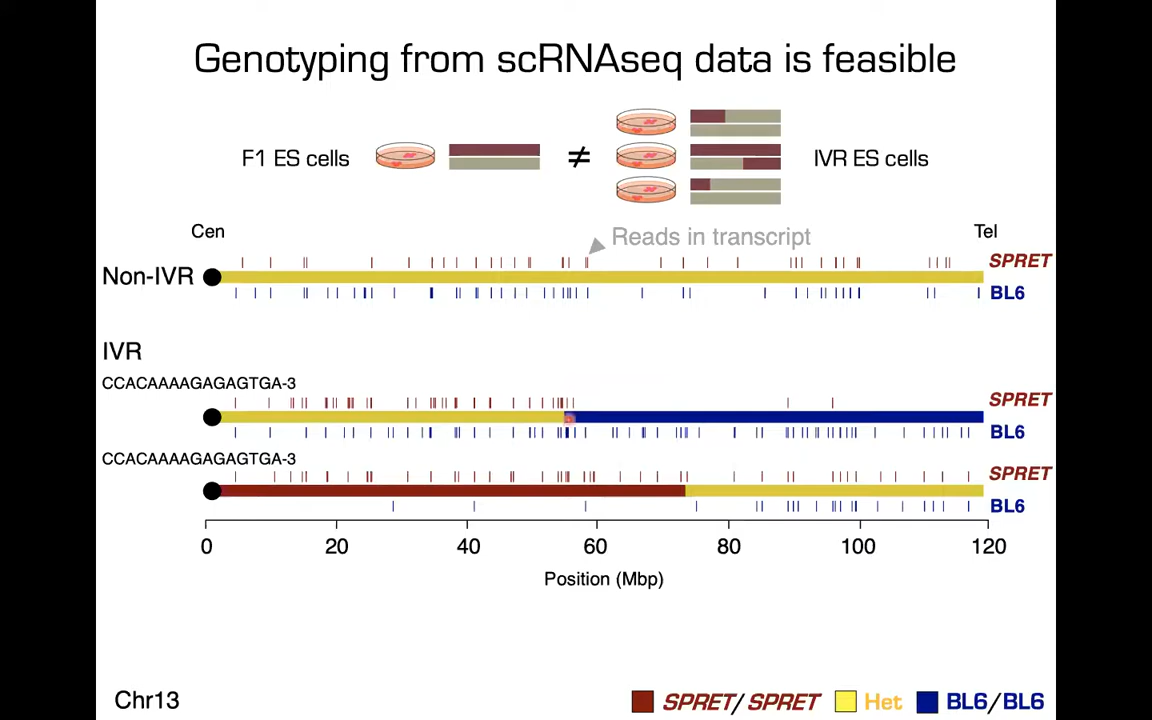 Genotyping from scRNAseq data is feasible
F1 ES cells ≠ IVR ES cells
Cen Reads in transcript Tel
Non-IVR SPRET
BL6
IVR
CCACAAAAGAGAGTGA-3
SPRET
BL6
CCACAAAAGAGAGTGA-3
SPRET
BL6
0 20 40 60 80 100 120
Position (Mbp)
Chr13 SPRET/SPRET Het BL6/BL6